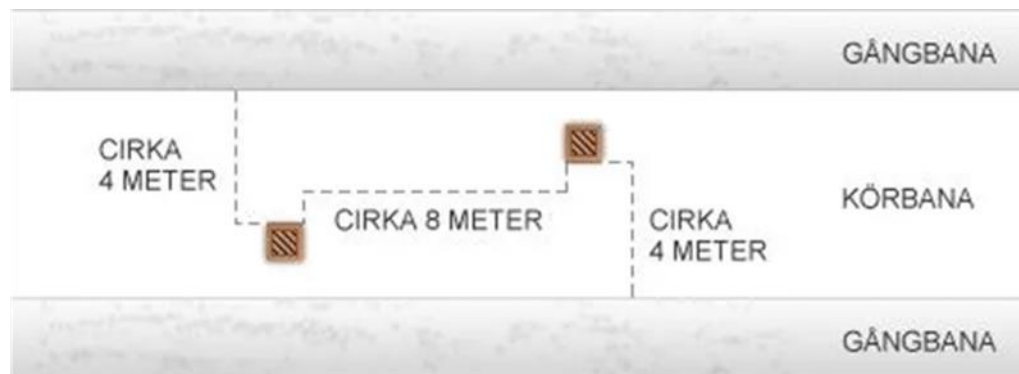 GÅNGBANA
CIRKA
4 METER
CIRKA 8 METER
CIRKA
4 METER
KÖRBANA
GÅNGBANA